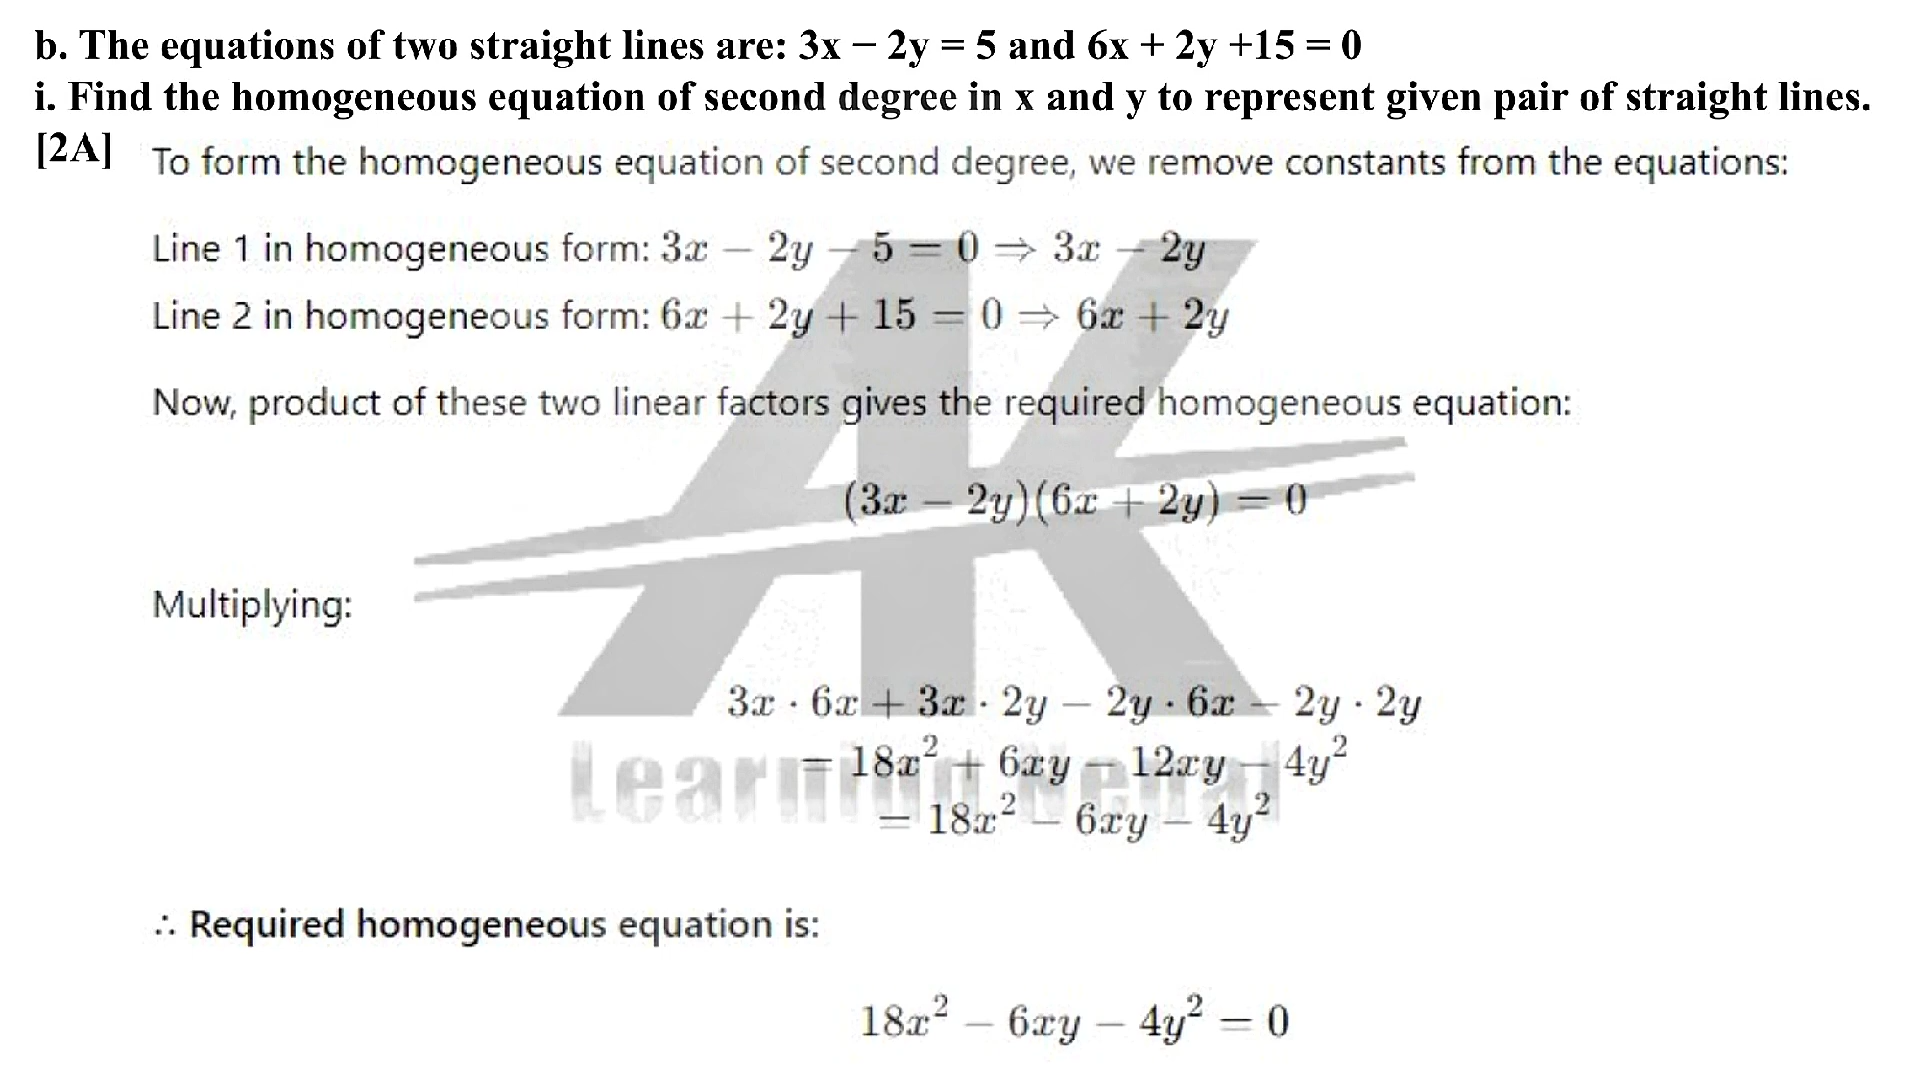 b. The equations of two straight lines are: 3x − 2y = 5 and 6x + 2y +15 = 0
i. Find the homogeneous equation of second degree in x and y to represent given pair of straight lines.
[2A]
To form the homogeneous equation of second degree, we remove constants from the equations:
Line 1 in homogeneous form: 3x − 2y − 5 = 0 ⇒ 3x − 2y
Line 2 in homogeneous form: 6x + 2y + 15 = 0 ⇒ 6x + 2y
Now, product of these two linear factors gives the required homogeneous equation:
(3x − 2y)(6x + 2y) = 0
Multiplying:
3x · 6x + 3x · 2y − 2y · 6x − 2y · 2y
= 18x² + 6xy − 12xy − 4y²
= 18x² − 6xy − 4y²
∴ Required homogeneous equation is:
18x² − 6xy − 4y² = 0
AK
Learning Nepal